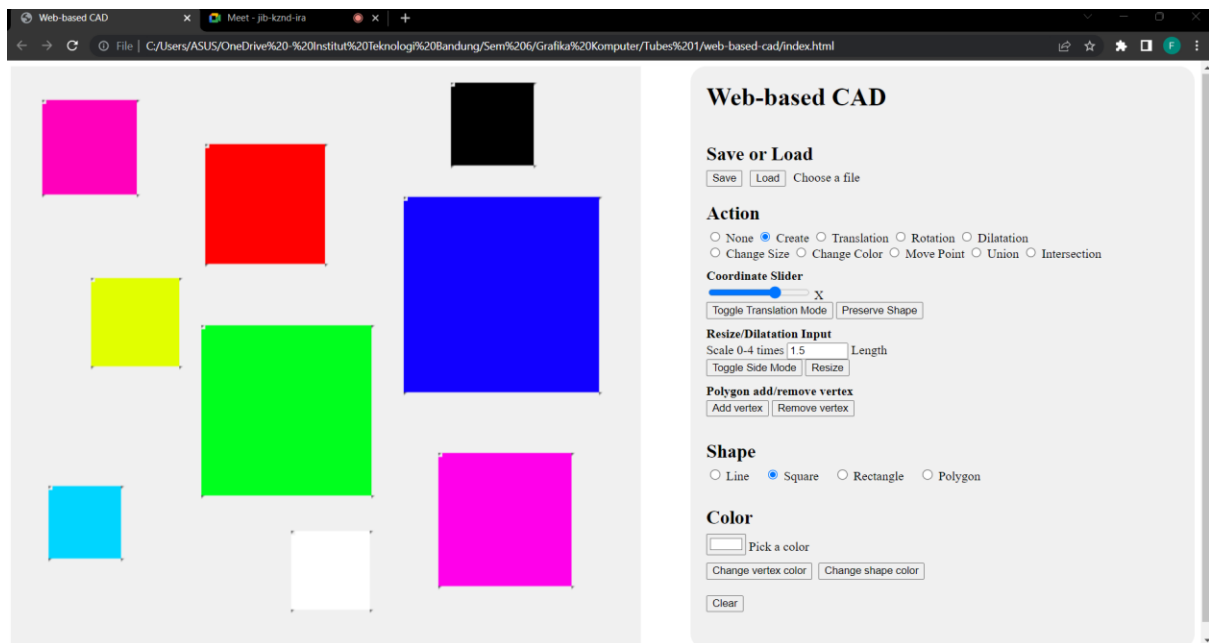 Web-based CAD
Meet - jib-kznd-ira
File | C:/Users/ASUS/OneDrive%20-%20Institut%20Teknologi%20Bandung/Sem%206/Grafika%20Komputer/Tubes%201/web-based-cad/index.html
F
Web-based CAD
Save or Load
Save Load Choose a file
Action
None Create Translation Rotation Dilatation
Change Size Change Color Move Point Union Intersection
Coordinate Slider
X
Toggle Translation Mode Preserve Shape
Resize/Dilatation Input
Scale 0-4 times 1.5 Length
Toggle Side Mode Resize
Polygon add/remove vertex
Add vertex Remove vertex
Shape
Line Square Rectangle Polygon
Color
Pick a color
Change vertex color Change shape color
Clear